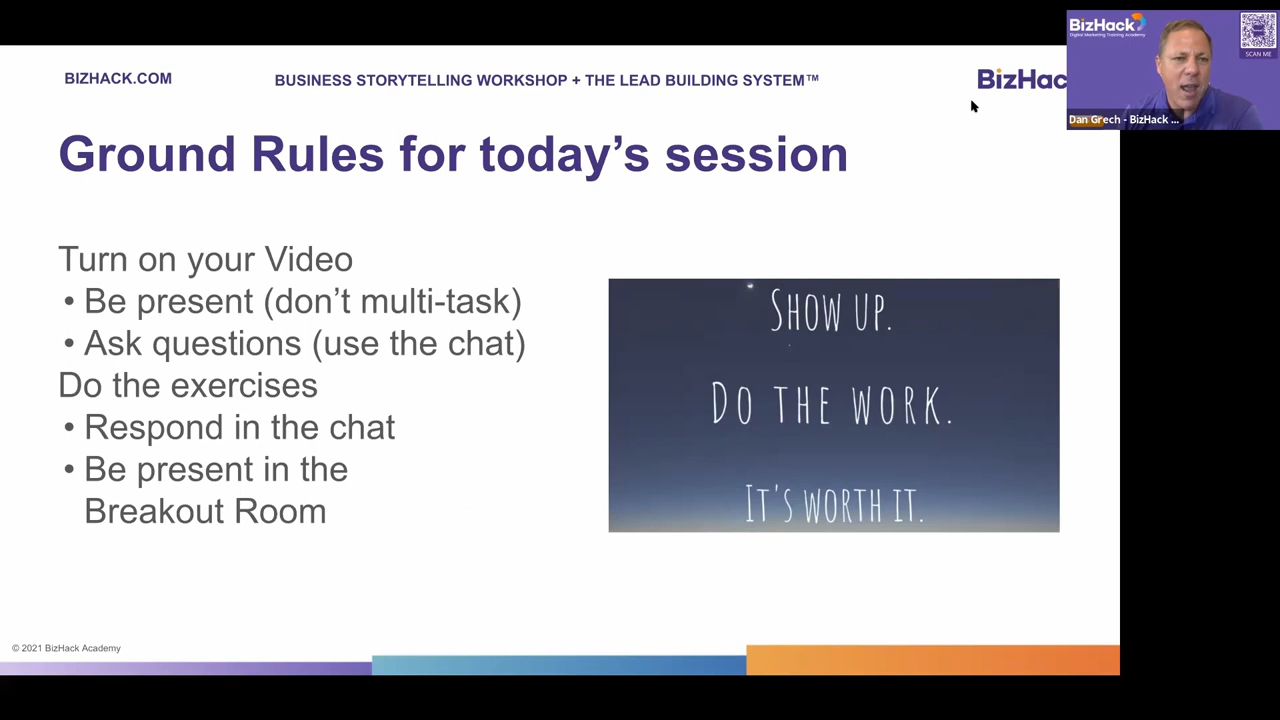 BIZHACK.COM
BUSINESS STORYTELLING WORKSHOP + THE LEAD BUILDING SYSTEM™
BizHac
BizHack
Digital Marketing Training Academy
SCAN ME
Dan Grech - BizHack ...
Ground Rules for today's session
Turn on your Video
• Be present (don't multi-task)
• Ask questions (use the chat)
Do the exercises
• Respond in the chat
• Be present in the
Breakout Room
SHOW UP.
DO THE WORK.
IT'S WORTH IT.
© 2021 BizHack Academy